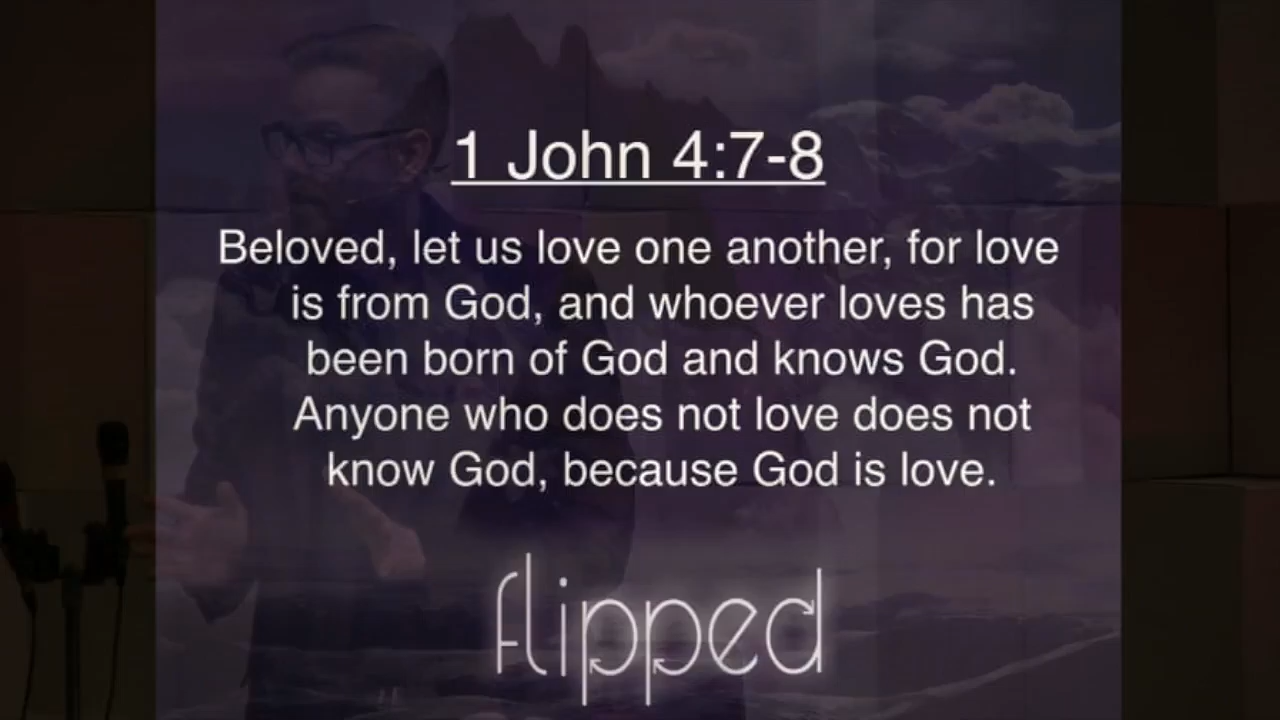 1 John 4:7-8
Beloved, let us love one another, for love
is from God, and whoever loves has
been born of God and knows God.
Anyone who does not love does not
know God, because God is love.
flipped